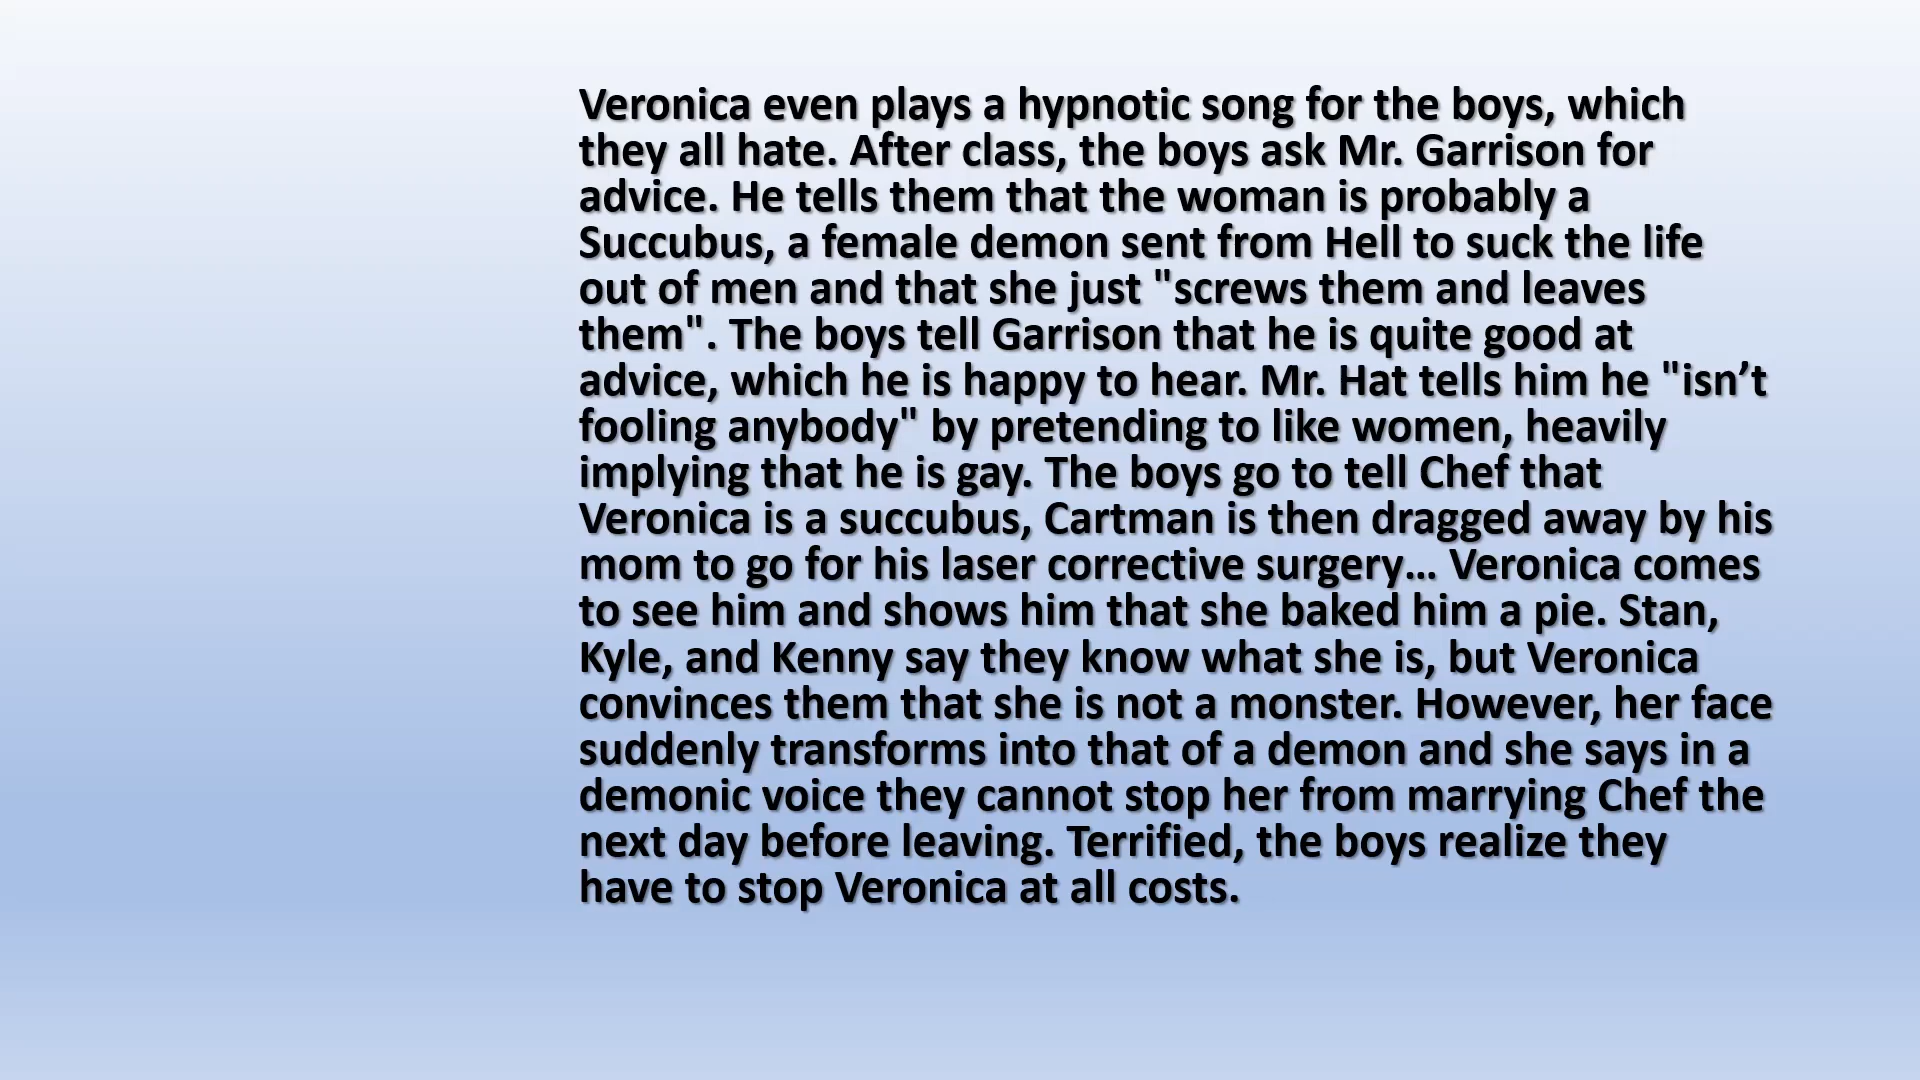 Veronica even plays a hypnotic song for the boys, which
they all hate. After class, the boys ask Mr. Garrison for
advice. He tells them that the woman is probably a
Succubus, a female demon sent from Hell to suck the life
out of men and that she just "screws them and leaves
them". The boys tell Garrison that he is quite good at
advice, which he is happy to hear. Mr. Hat tells him he "isn’t
fooling anybody" by pretending to like women, heavily
implying that he is gay. The boys go to tell Chef that
Veronica is a succubus, Cartman is then dragged away by his
mom to go for his laser corrective surgery… Veronica comes
to see him and shows him that she baked him a pie. Stan,
Kyle, and Kenny say they know what she is, but Veronica
convinces them that she is not a monster. However, her face
suddenly transforms into that of a demon and she says in a
demonic voice they cannot stop her from marrying Chef the
next day before leaving. Terrified, the boys realize they
have to stop Veronica at all costs.